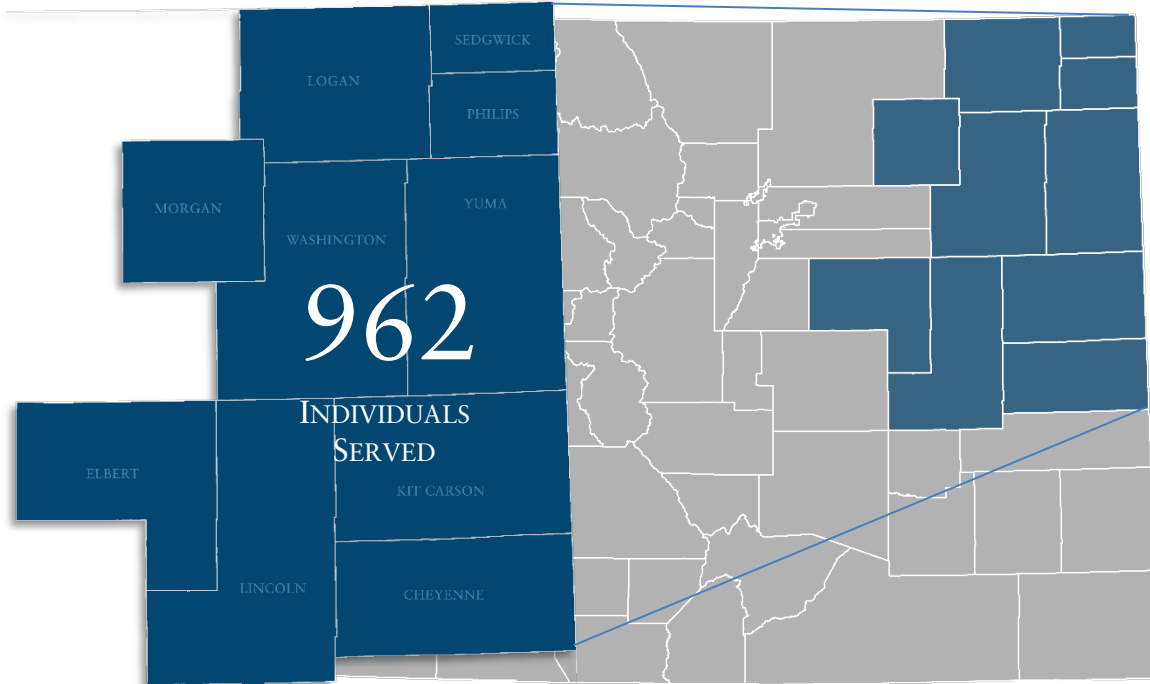 SEDGWICK
LOGAN
PHILIPS
YUMA
MORGAN
WASHINGTON
962
INDIVIDUALS
SERVED
ELBERT
KIT CARSON
LINCOLN
CHEYENNE